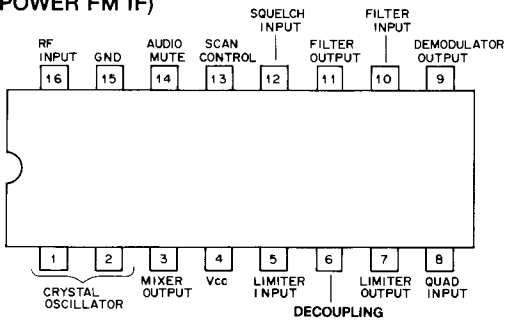 POWER FM IF)
SQUELCH
INPUT
FILTER
INPUT
RF
INPUT
GND
AUDIO
MUTE
SCAN
CONTROL
FILTER
OUTPUT
DEMODULATOR
OUTPUT
16 15 14 13 12 11 10 9
1 2 3 4 5 6 7 8
CRYSTAL
OSCILLATOR
MIXER
OUTPUT
Vcc
LIMITER
INPUT
DECOUPLING
LIMITER
OUTPUT
QUAD
INPUT